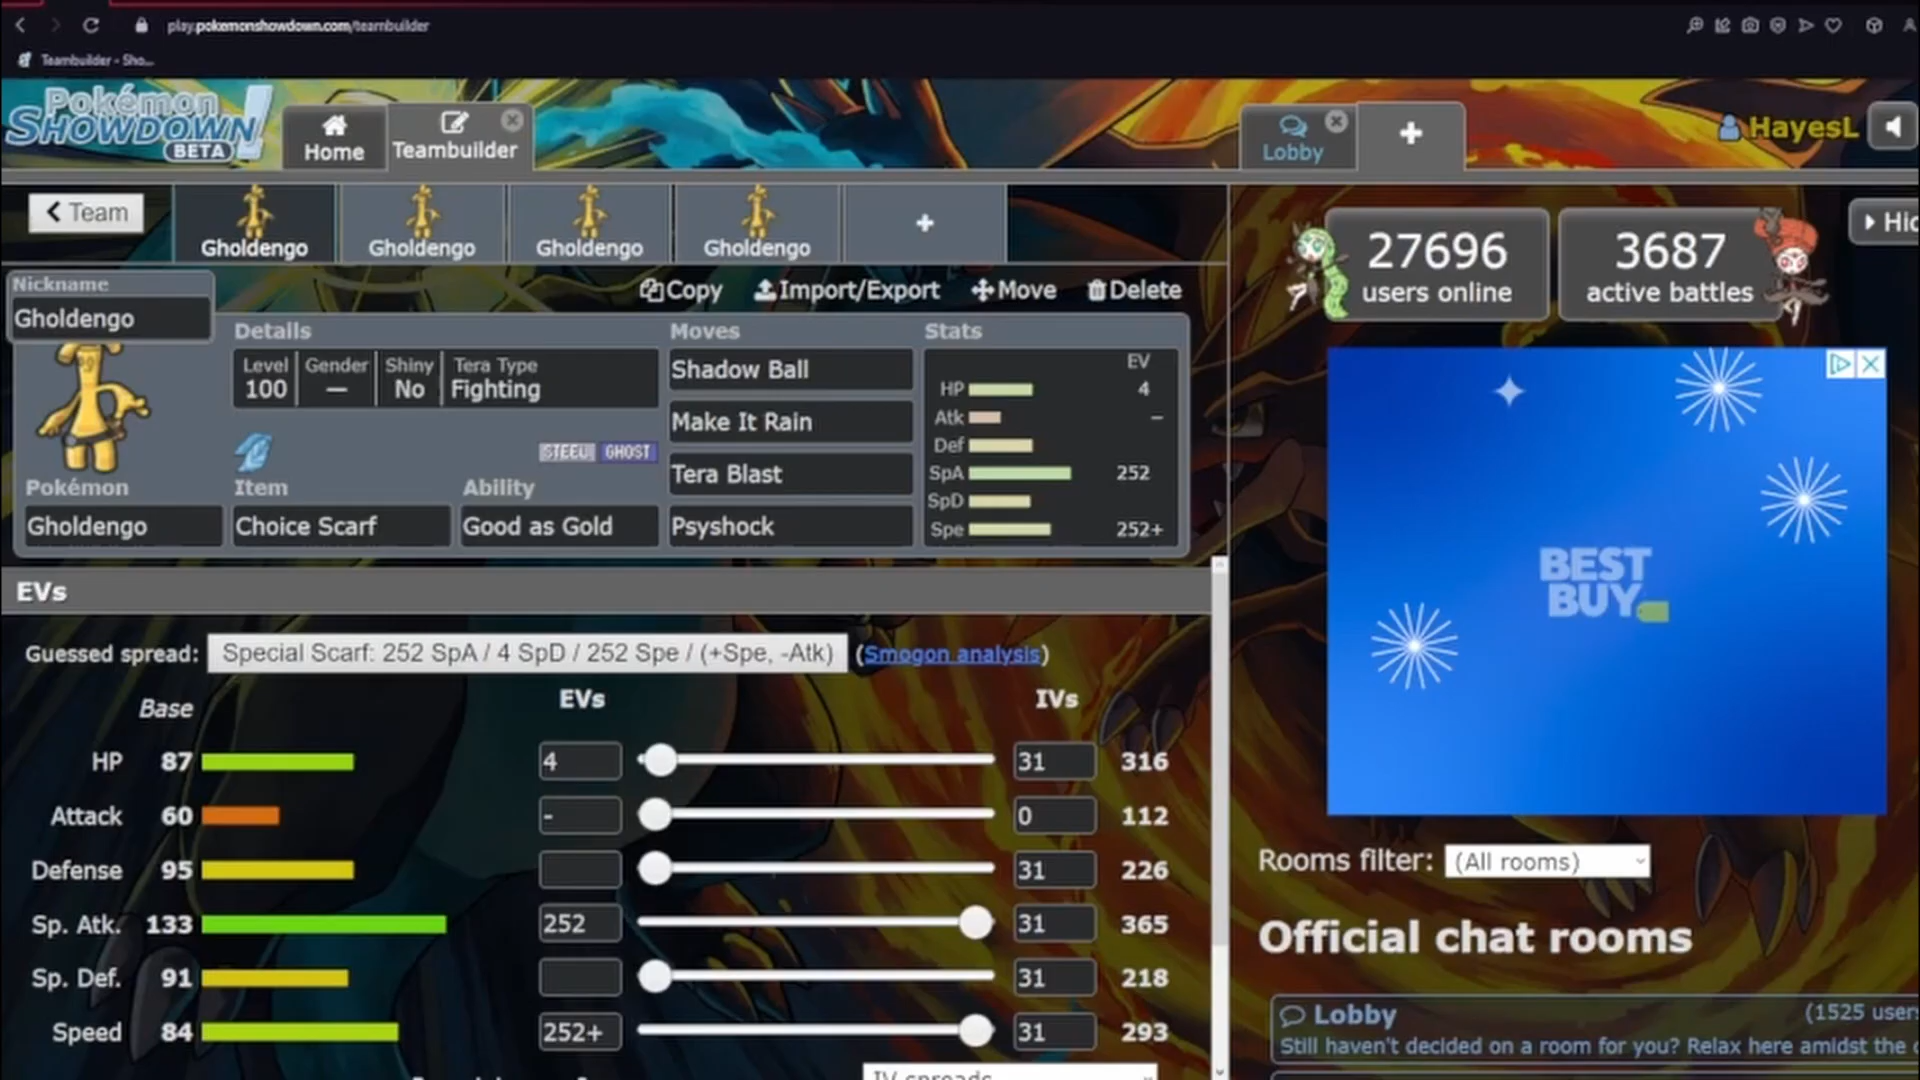 play.pokemonshowdown.com/teambuilder
Teambuilder - Sho...
Pokémon
SHOWDOWN!
BETA
Home
Teambuilder
Lobby
HayesL
Team
Gholdengo
Gholdengo
Gholdengo
Gholdengo
Nickname
Gholdengo
Copy
Import/Export
Move
Delete
Details
Level
100
Gender
—
Shiny
No
Tera Type
Fighting
STEEL GHOST
Pokémon
Gholdengo
Item
Choice Scarf
Ability
Good as Gold
Moves
Shadow Ball
Make It Rain
Tera Blast
Psyshock
Stats
EV
HP 4
Atk –
Def
SpA 252
SpD
Spe 252+
27696
users online
3687
active battles
Hid
BEST
BUY
EVs
Guessed spread: Special Scarf: 252 SpA / 4 SpD / 252 Spe / (+Spe, -Atk) (Smogon analysis)
Base EVs IVs
HP 87 4 31 316
Attack 60 - 0 112
Defense 95 31 226
Sp. Atk. 133 252 31 365
Sp. Def. 91 31 218
Speed 84 252+ 31 293
IV spreads
Rooms filter: (All rooms)
Official chat rooms
Lobby (1525 users
Still haven't decided on a room for you? Relax here amidst the